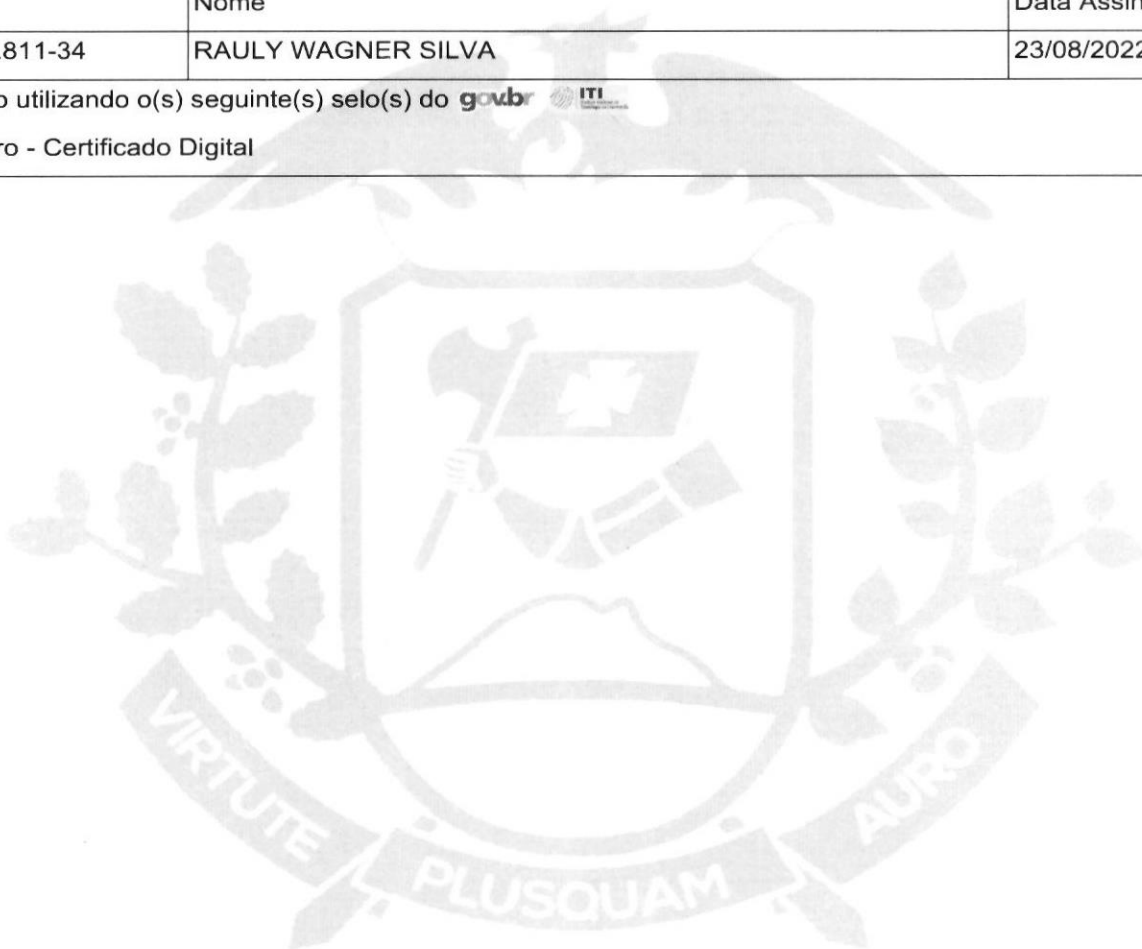 Nome Data Assin
811-34 RAULY WAGNER SILVA 23/08/2022
o utilizando o(s) seguinte(s) selo(s) do gov.br ITI
ro - Certificado Digital
VIRTUTE PLUSQUAM AURO